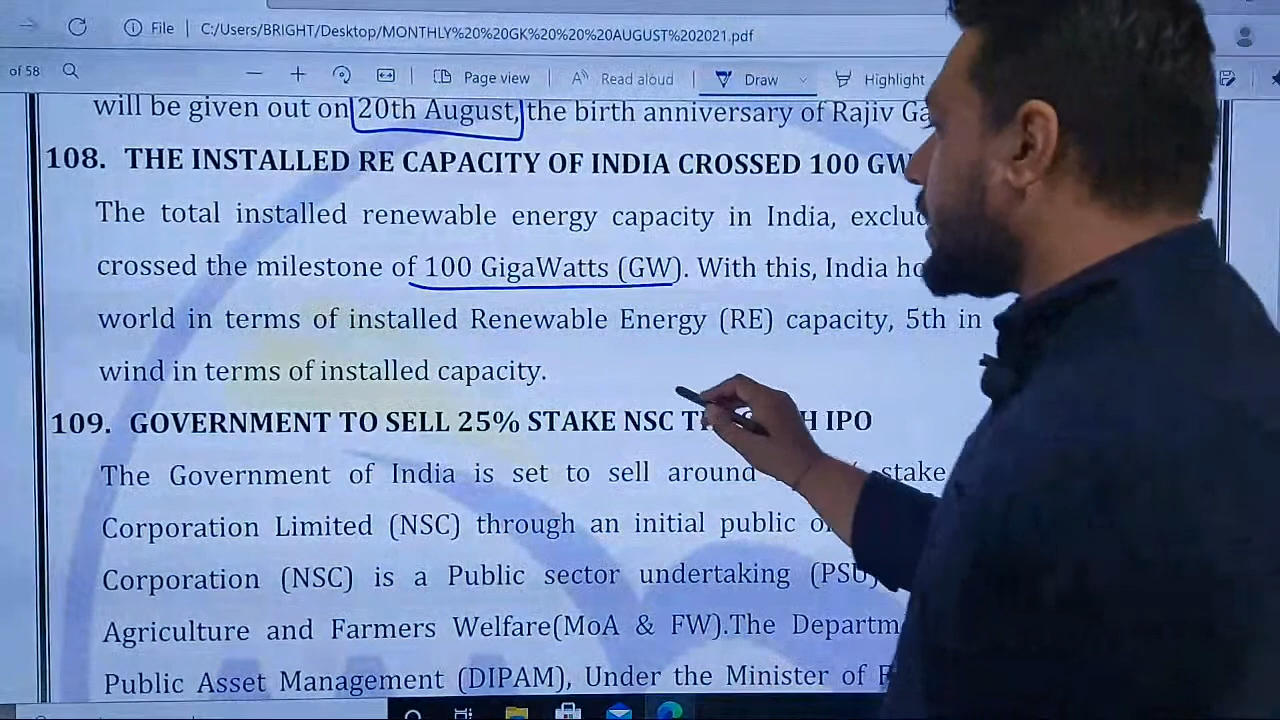 File | C:/Users/BRIGHT/Desktop/MONTHLY%20%20GK%20%20%20AUGUST%202021.pdf
of 58 Page view Read aloud Draw Highlight
will be given out on 20th August, the birth anniversary of Rajiv
108. THE INSTALLED RE CAPACITY OF INDIA CROSSED 100 GW
The total installed renewable energy capacity in India,
crossed the milestone of 100 GigaWatts (GW). With this, India
world in terms of installed Renewable Energy (RE) capacity, 5th in
wind in terms of installed capacity.
109. GOVERNMENT TO SELL 25% STAKE NSC IPO
The Government of India is set to sell around stake
Corporation Limited (NSC) through an initial public
Corporation (NSC) is a Public sector undertaking (PSU)
Agriculture and Farmers Welfare(MoA & FW).The
Public Asset Management (DIPAM), Under the Minister of